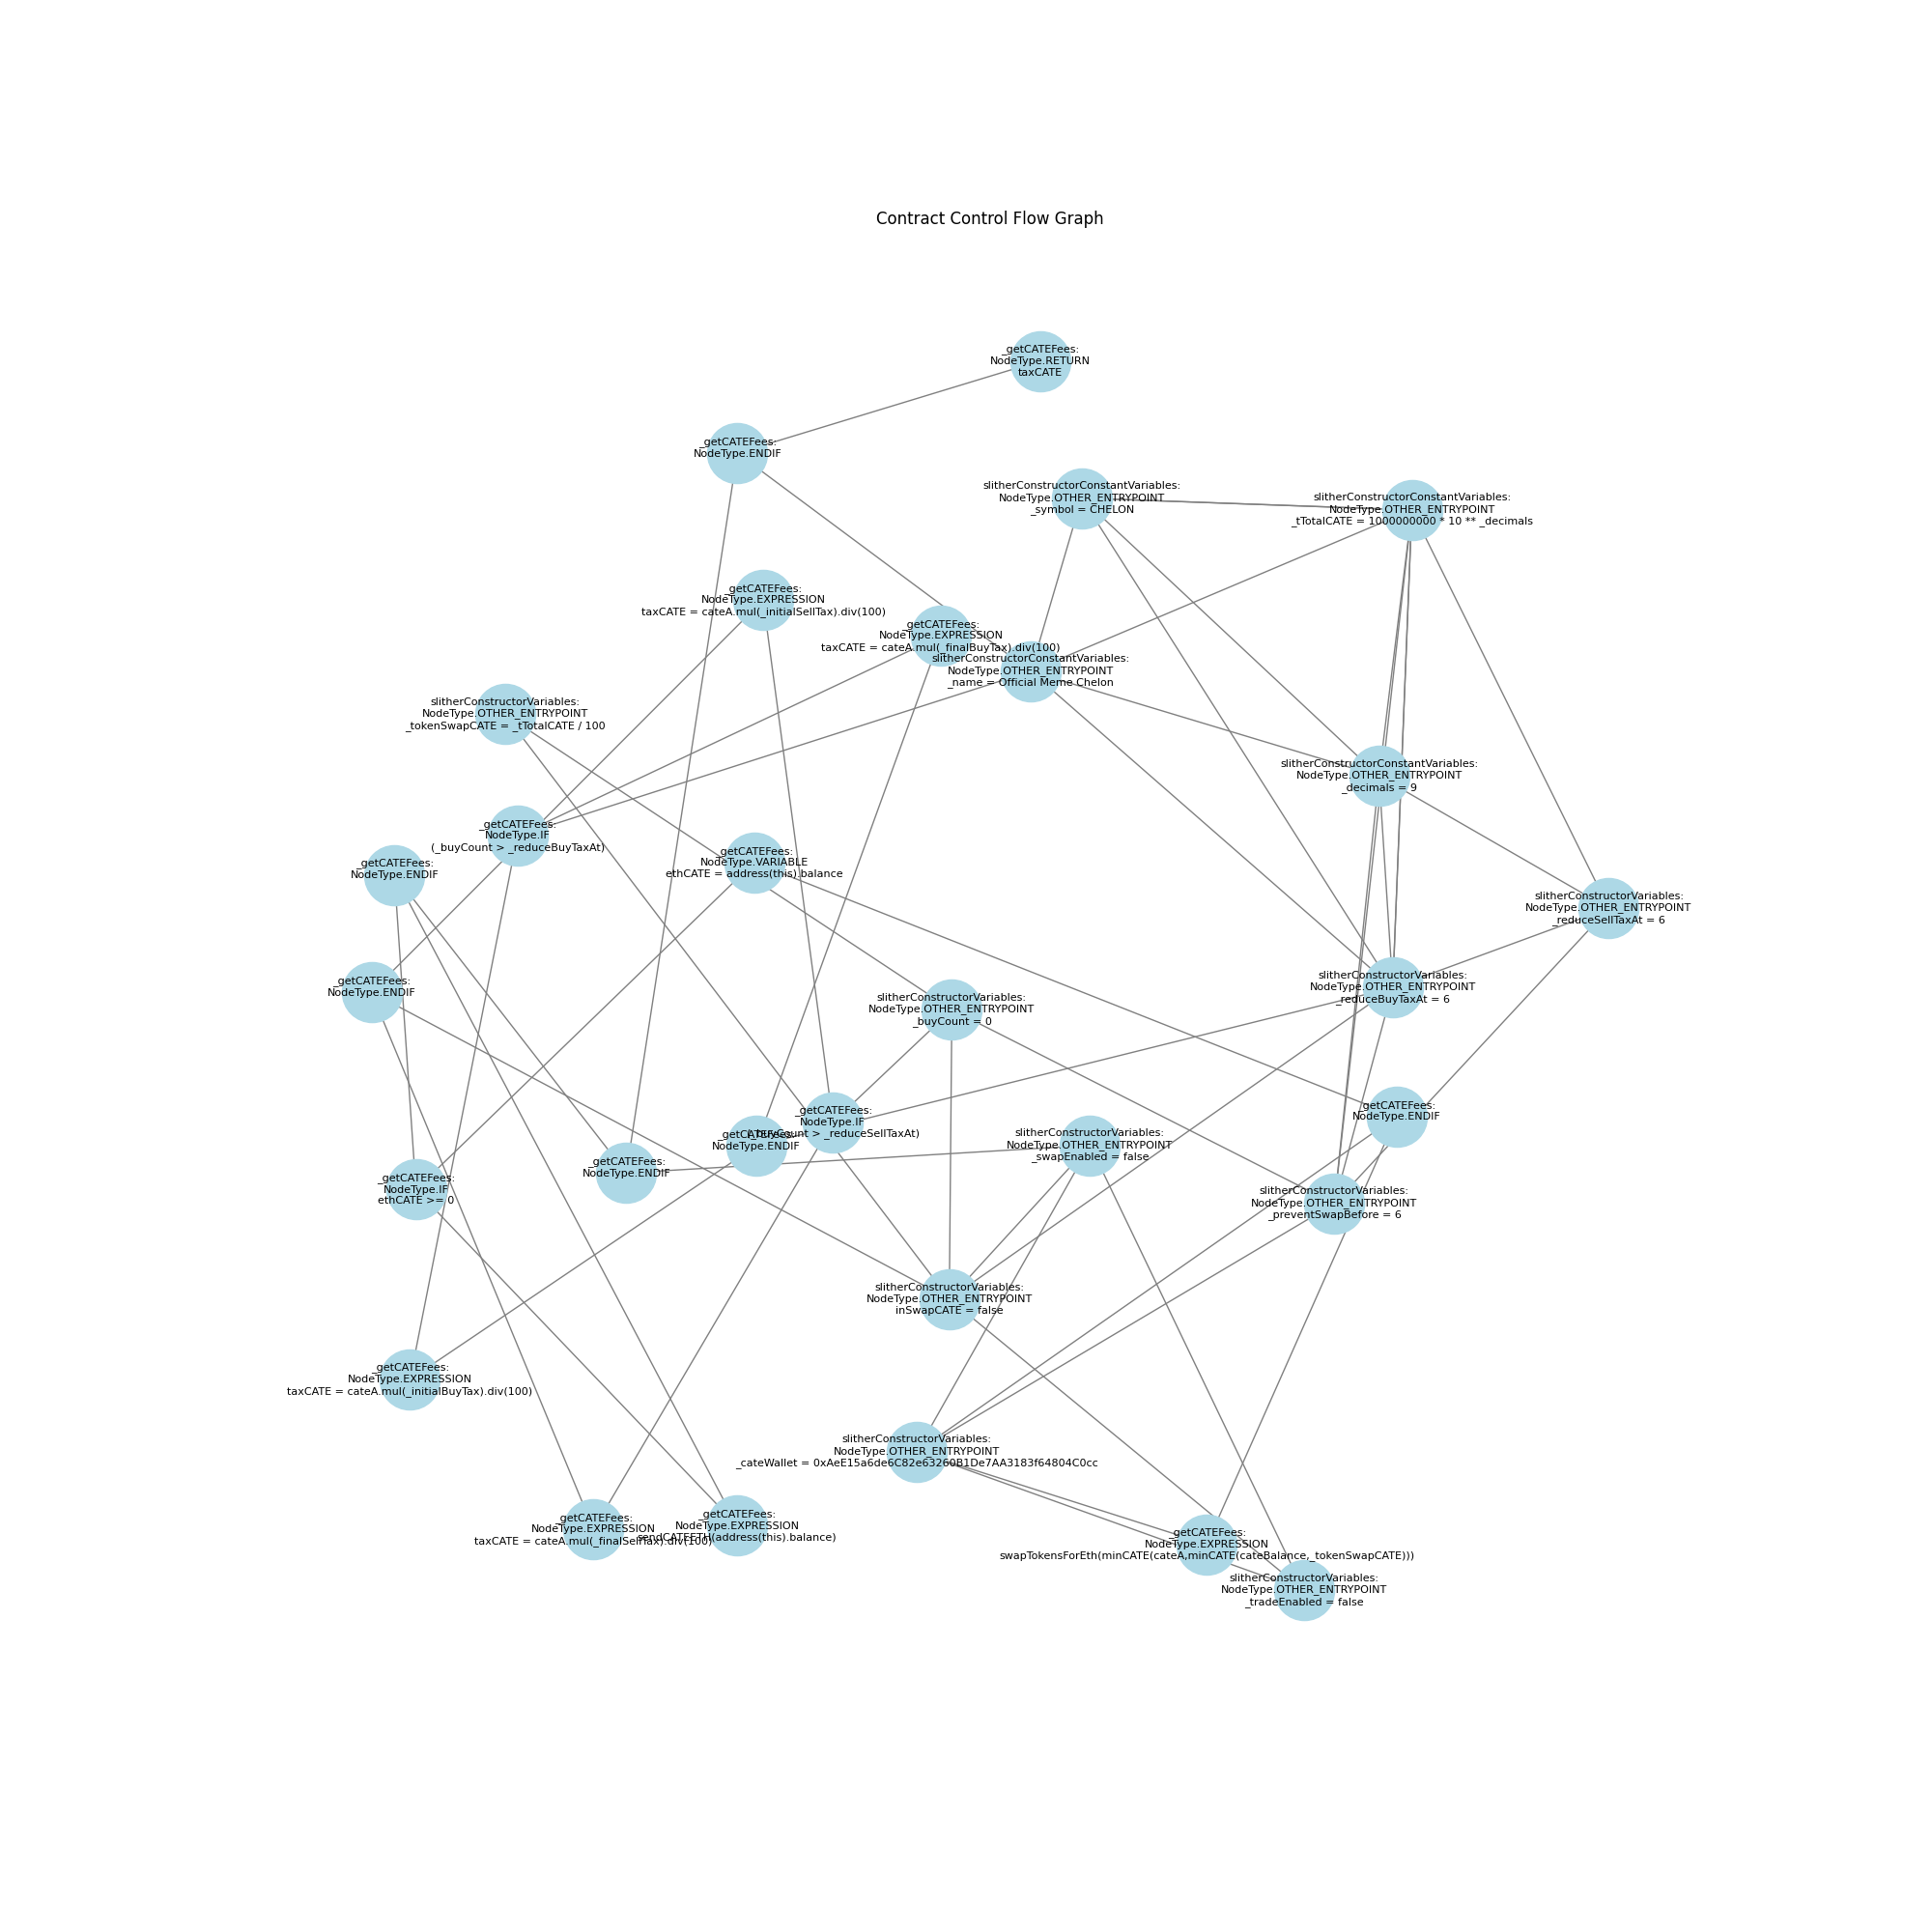 Contract Control Flow Graph
_getCATEFees:
NodeType.RETURN
taxCATE
_getCATEFees:
NodeType.ENDIF
slitherConstructorConstantVariables:
NodeType.OTHER_ENTRYPOINT
_symbol = CHELON
slitherConstructorConstantVariables:
NodeType.OTHER_ENTRYPOINT
_tTotalCATE = 1000000000 * 10 ** _decimals
_getCATEFees:
NodeType.EXPRESSION
taxCATE = cateA.mul(_initialSellTax).div(100)
_getCATEFees:
NodeType.EXPRESSION
taxCATE = cateA.mul(_finalBuyTax).div(100)
slitherConstructorConstantVariables:
NodeType.OTHER_ENTRYPOINT
_name = Official Meme Chelon
slitherConstructorVariables:
NodeType.OTHER_ENTRYPOINT
_tokenSwapCATE = _tTotalCATE / 100
slitherConstructorConstantVariables:
NodeType.OTHER_ENTRYPOINT
_decimals = 9
_getCATEFees:
NodeType.IF
(_buyCount > _reduceBuyTaxAt)
_getCATEFees:
NodeType.VARIABLE
ethCATE = address(this).balance
_getCATEFees:
NodeType.ENDIF
slitherConstructorVariables:
NodeType.OTHER_ENTRYPOINT
_reduceSellTaxAt = 6
_getCATEFees:
NodeType.ENDIF
slitherConstructorVariables:
NodeType.OTHER_ENTRYPOINT
_reduceBuyTaxAt = 6
slitherConstructorVariables:
NodeType.OTHER_ENTRYPOINT
_buyCount = 0
_getCATEFees:
NodeType.ENDIF
_getCATEFees:
NodeType.IF
(_buyCount > _reduceSellTaxAt)
_getCATEFees:
NodeType.ENDIF
slitherConstructorVariables:
NodeType.OTHER_ENTRYPOINT
_swapEnabled = false
_getCATEFees:
NodeType.ENDIF
_getCATEFees:
NodeType.IF
ethCATE >= 0
slitherConstructorVariables:
NodeType.OTHER_ENTRYPOINT
_preventSwapBefore = 6
slitherConstructorVariables:
NodeType.OTHER_ENTRYPOINT
inSwapCATE = false
_getCATEFees:
NodeType.EXPRESSION
taxCATE = cateA.mul(_initialBuyTax).div(100)
slitherConstructorVariables:
NodeType.OTHER_ENTRYPOINT
_cateWallet = 0xAeE15a6de6C82e63260B1De7AA3183f64804C0cc
_getCATEFees:
NodeType.EXPRESSION
taxCATE = cateA.mul(_finalSellTax).div(100)
_getCATEFees:
NodeType.EXPRESSION
sendCATEETH(address(this).balance)
_getCATEFees:
NodeType.EXPRESSION
swapTokensForEth(minCATE(cateA,minCATE(cateBalance,_tokenSwapCATE)))
slitherConstructorVariables:
NodeType.OTHER_ENTRYPOINT
_tradeEnabled = false